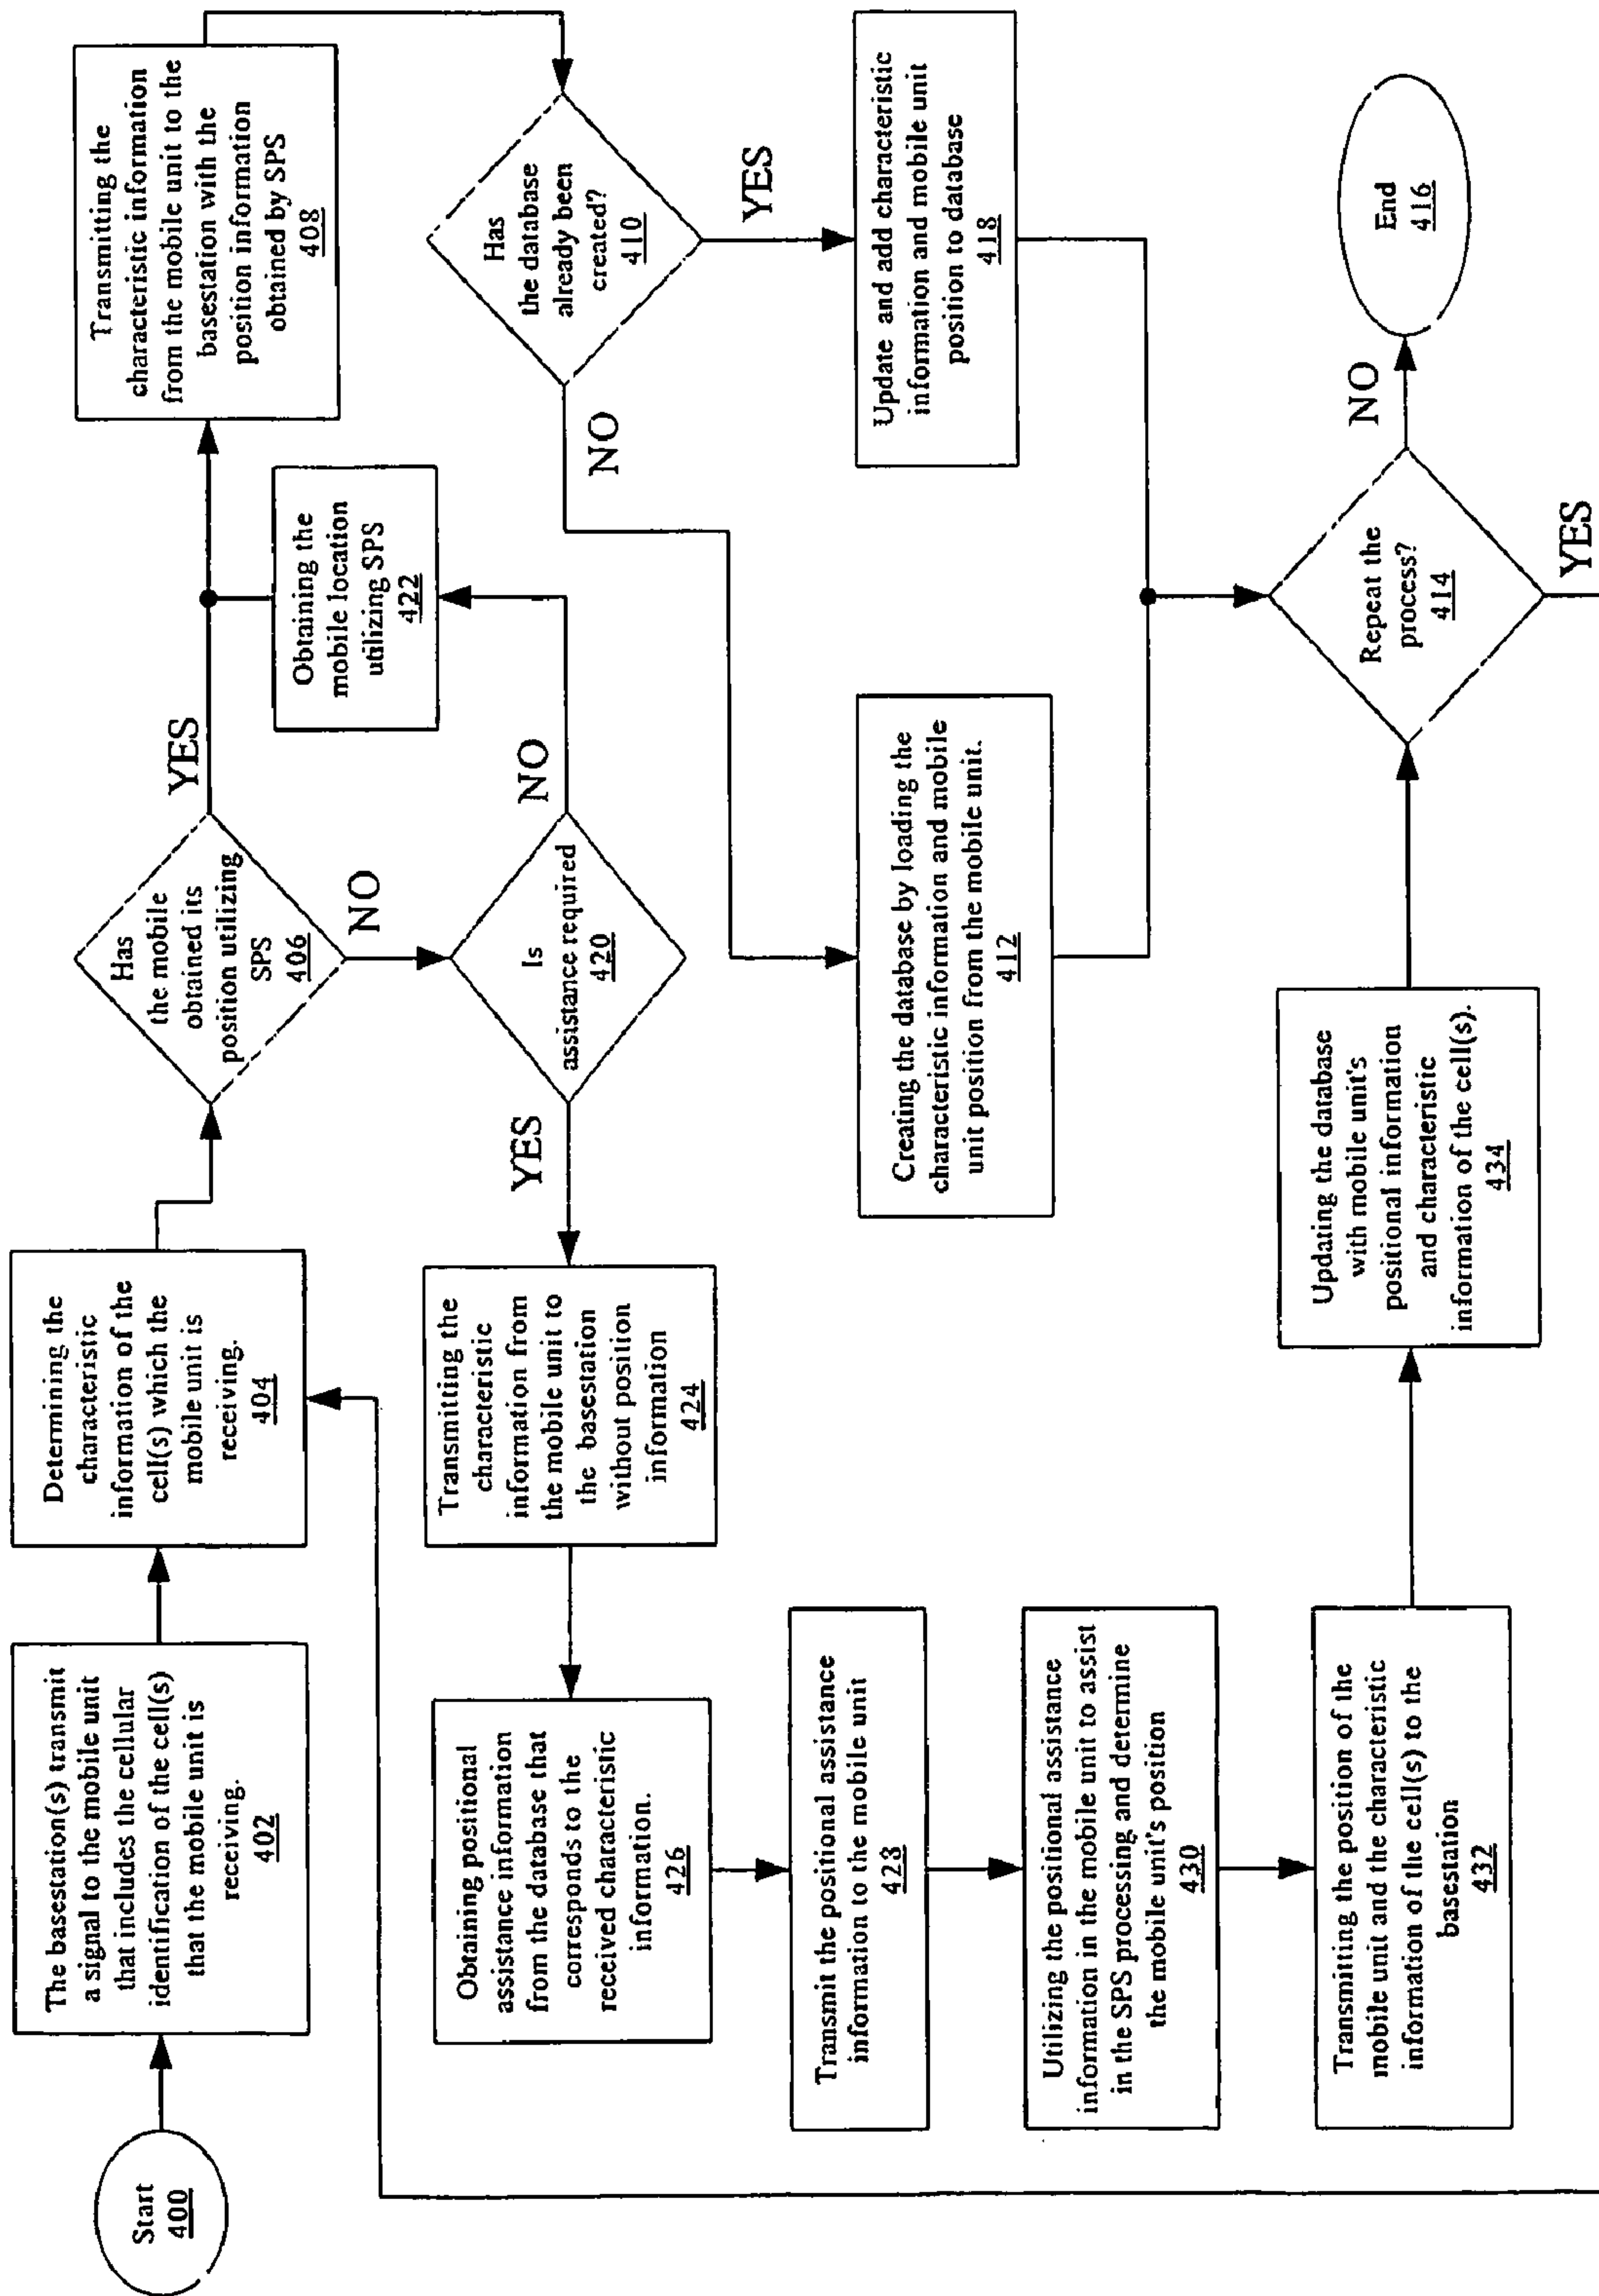 Start
400
The basestation(s) transmit
a signal to the mobile unit
that includes the cellular
identification of the cell(s)
that the mobile unit is
receiving.
402
Determining the
characteristic
information of the
cell(s) which the
mobile unit is
receiving.
404
Has
the mobile
obtained its
position utilizing
SPS
406
YES
NO
Transmitting the
characteristic information
from the mobile unit to the
basestation with the
position information
obtained by SPS
408
Obtaining the
mobile location
utilizing SPS
422
Is
assistance required
420
YES
NO
Has
the database
already been
created?
410
NO
YES
Transmitting the
characteristic
information from
the mobile unit to
the basestation
without position
information
424
Obtaining positional
assistance information
from the database that
corresponds to the
received characteristic
information.
426
Transmit the positional assistance
information to the mobile unit
428
Utilizing the positional assistance
information in the mobile unit to assist
in the SPS processing and determine
the mobile unit's position
430
Transmitting the position of the
mobile unit and the characteristic
information of the cell(s) to the
basestation
432
Creating the database by loading the
characteristic information and mobile
unit position from the mobile unit.
412
Update and add characteristic
information and mobile unit
position to database
418
Updating the database
with mobile unit's
positional information
and characteristic
information of the cell(s).
434
Repeat the
process?
414
NO
YES
End
416